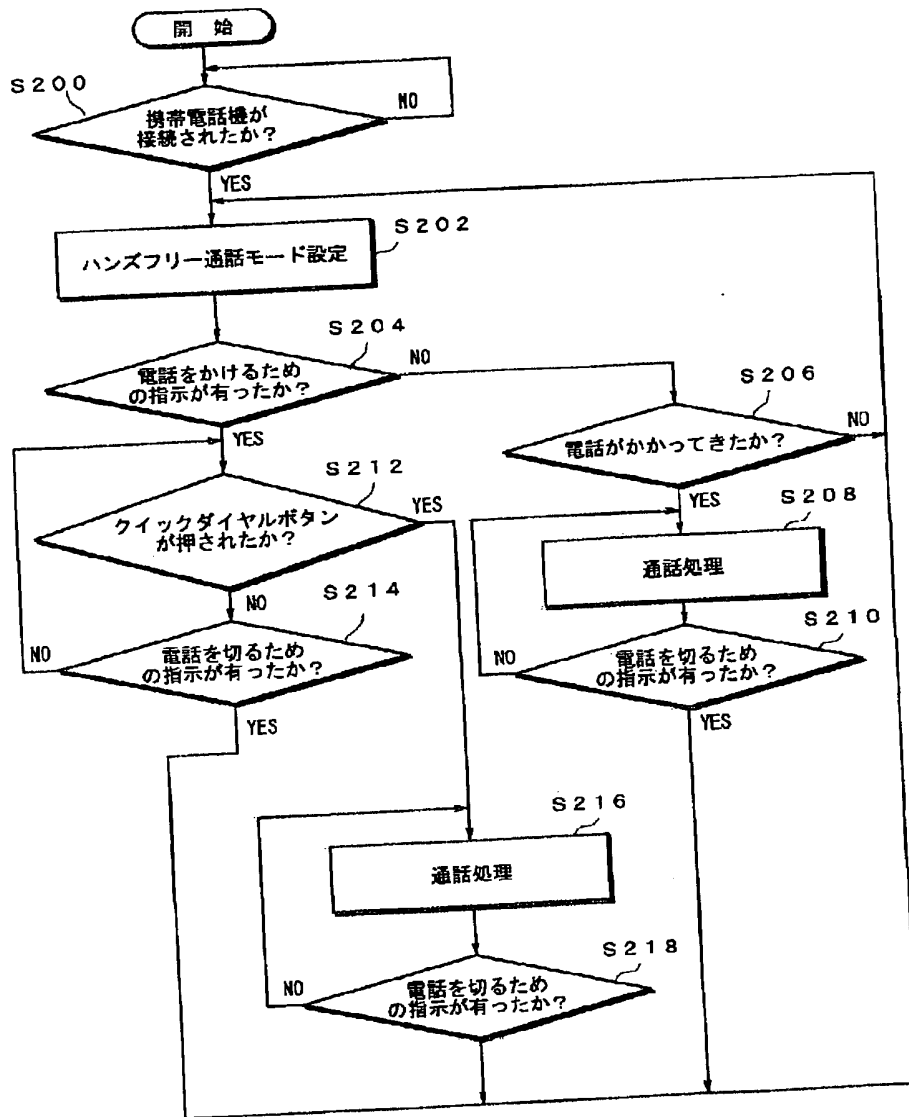 開 始
S200
携帯電話機が
接続されたか？
NO
YES
S202
ハンズフリー通話モード設定
S204
電話をかけるため
の指示が有ったか？
NO
YES
S206
電話がかかってきたか？
NO
YES
S212
クイックダイヤルボタン
が押されたか？
YES
NO
S208
通話処理
S214
電話を切るため
の指示が有ったか？
NO
YES
S210
電話を切るため
の指示が有ったか？
NO
YES
S216
通話処理
S218
電話を切るため
の指示が有ったか？
NO